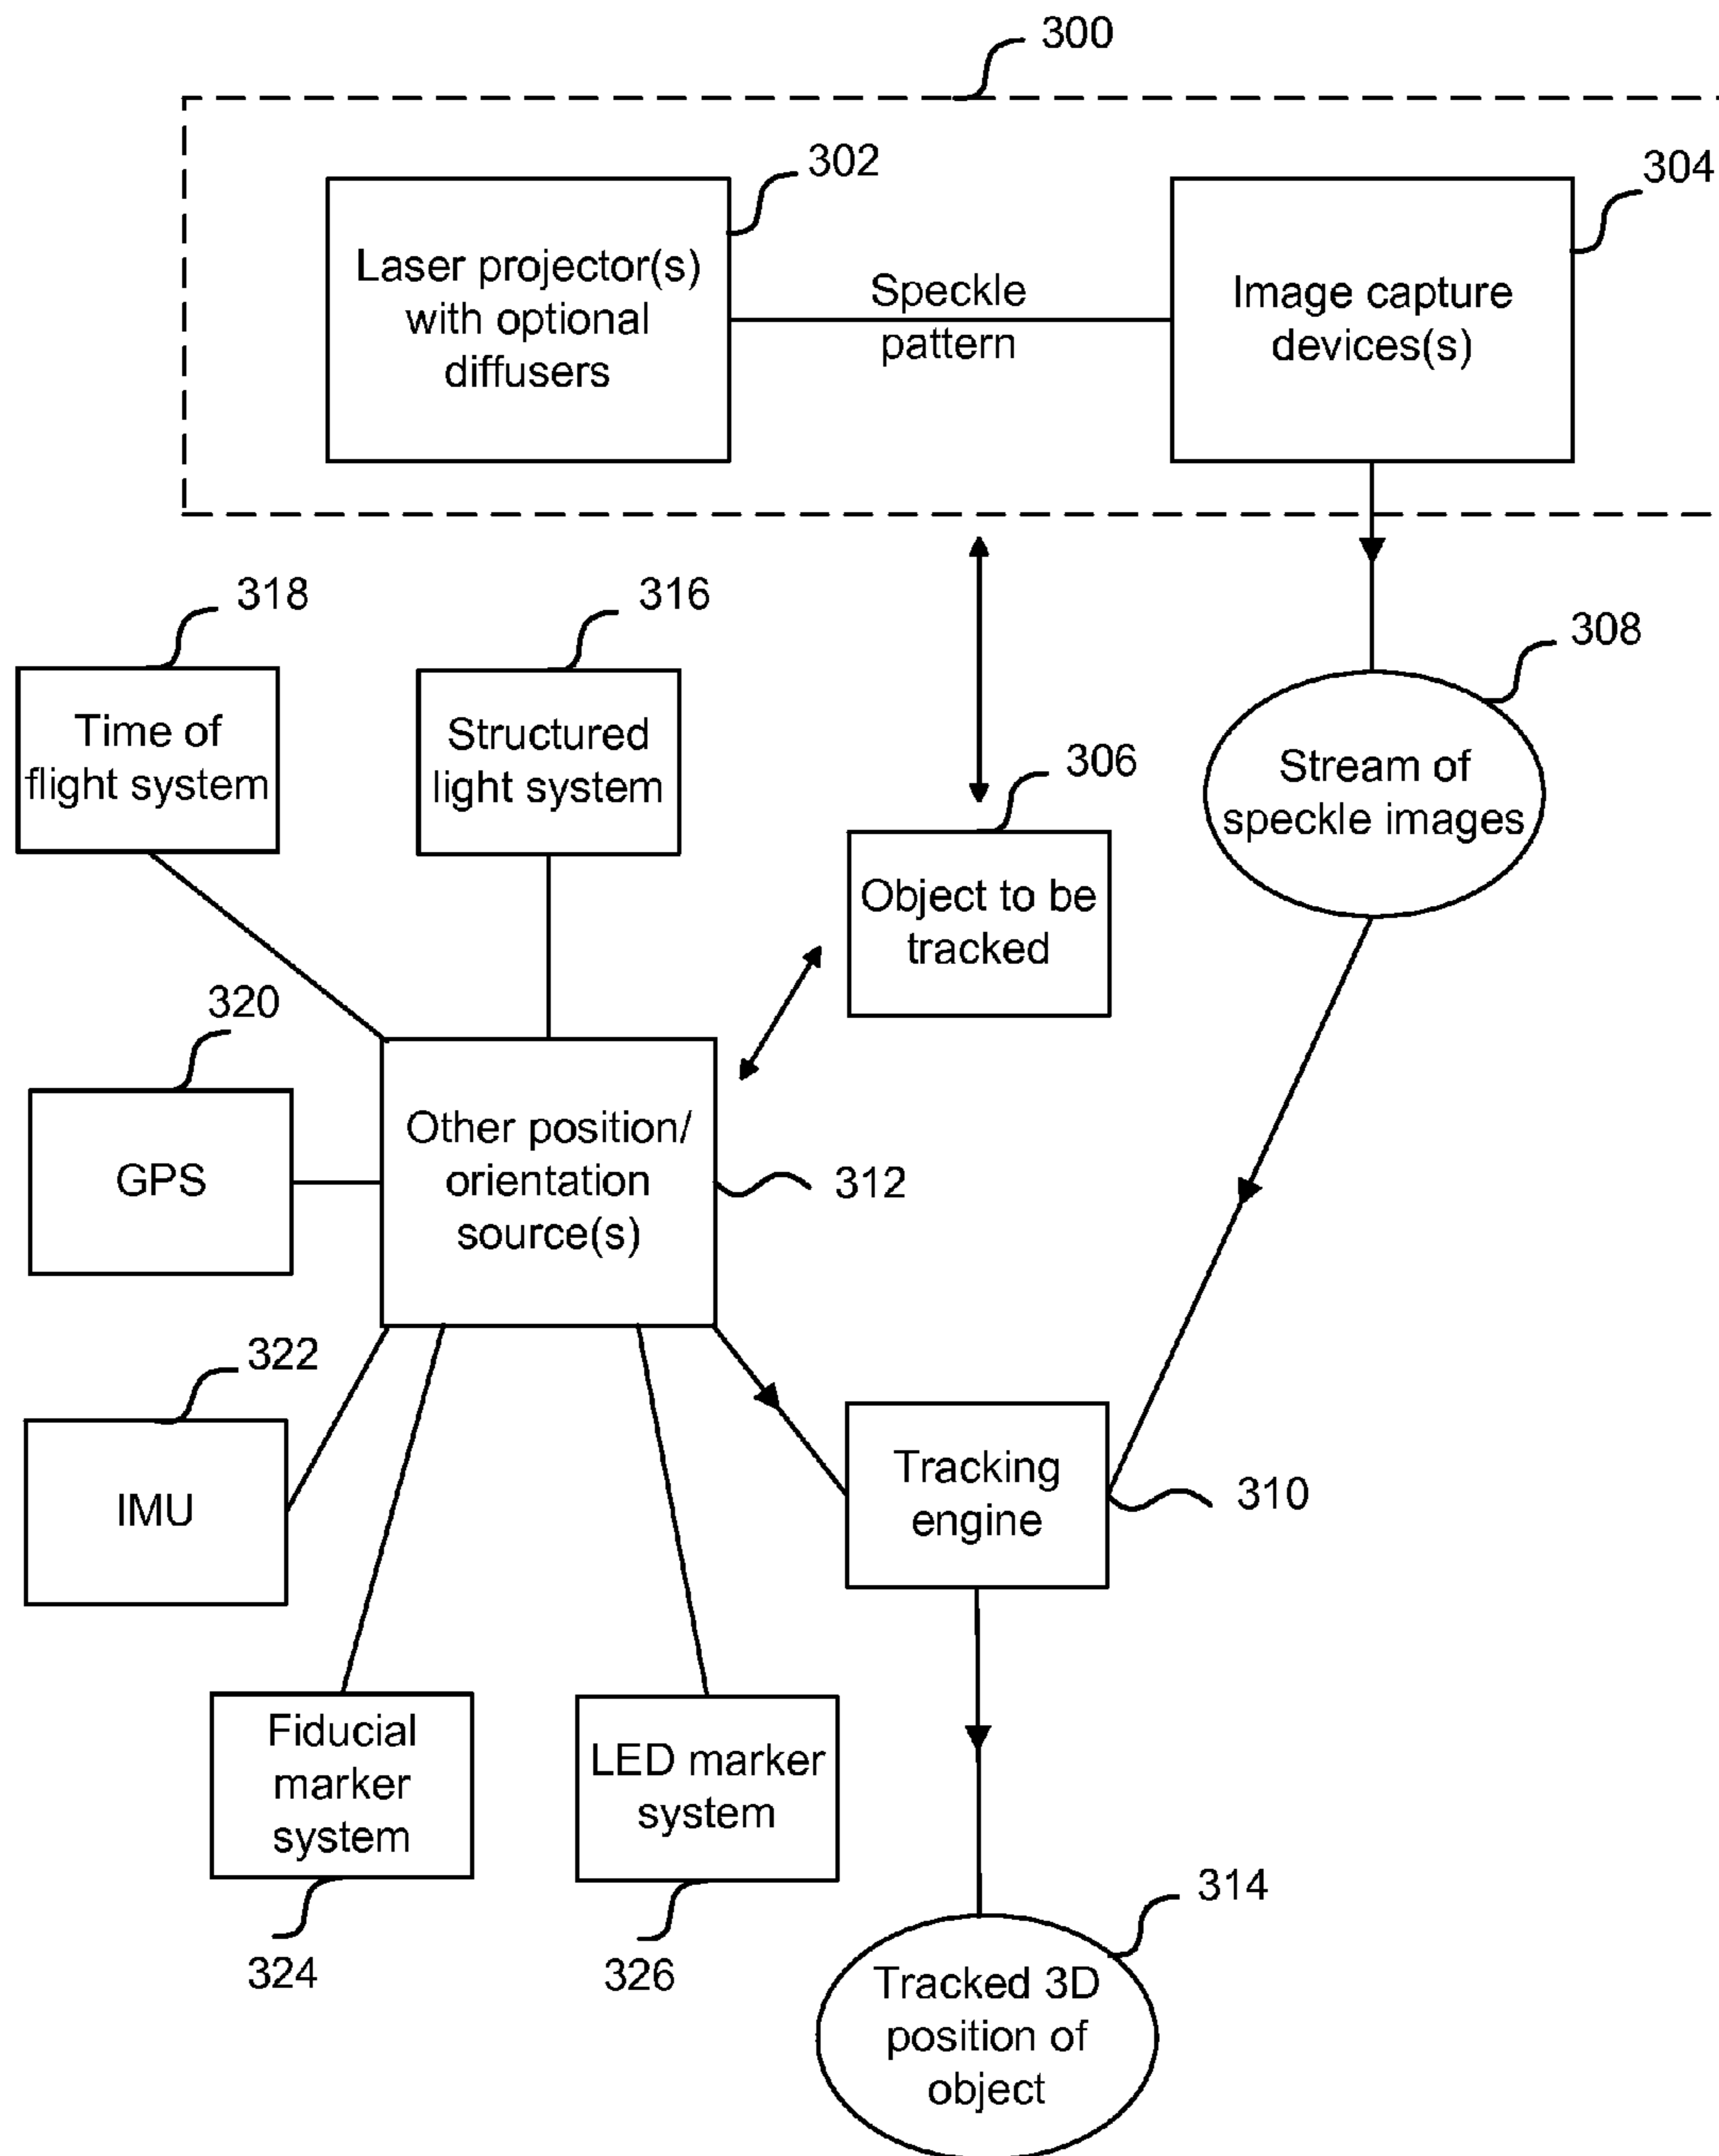 300
302
304
Laser projector(s)
with optional
diffusers
Speckle
pattern
Image capture
devices(s)
318
316
308
Time of
flight system
Structured
light system
306
Stream of
speckle images
Object to be
tracked
320
GPS
Other position/
orientation
source(s)
312
322
IMU
Tracking
engine
310
Fiducial
marker
system
LED marker
system
324
326
314
Tracked 3D
position of
object